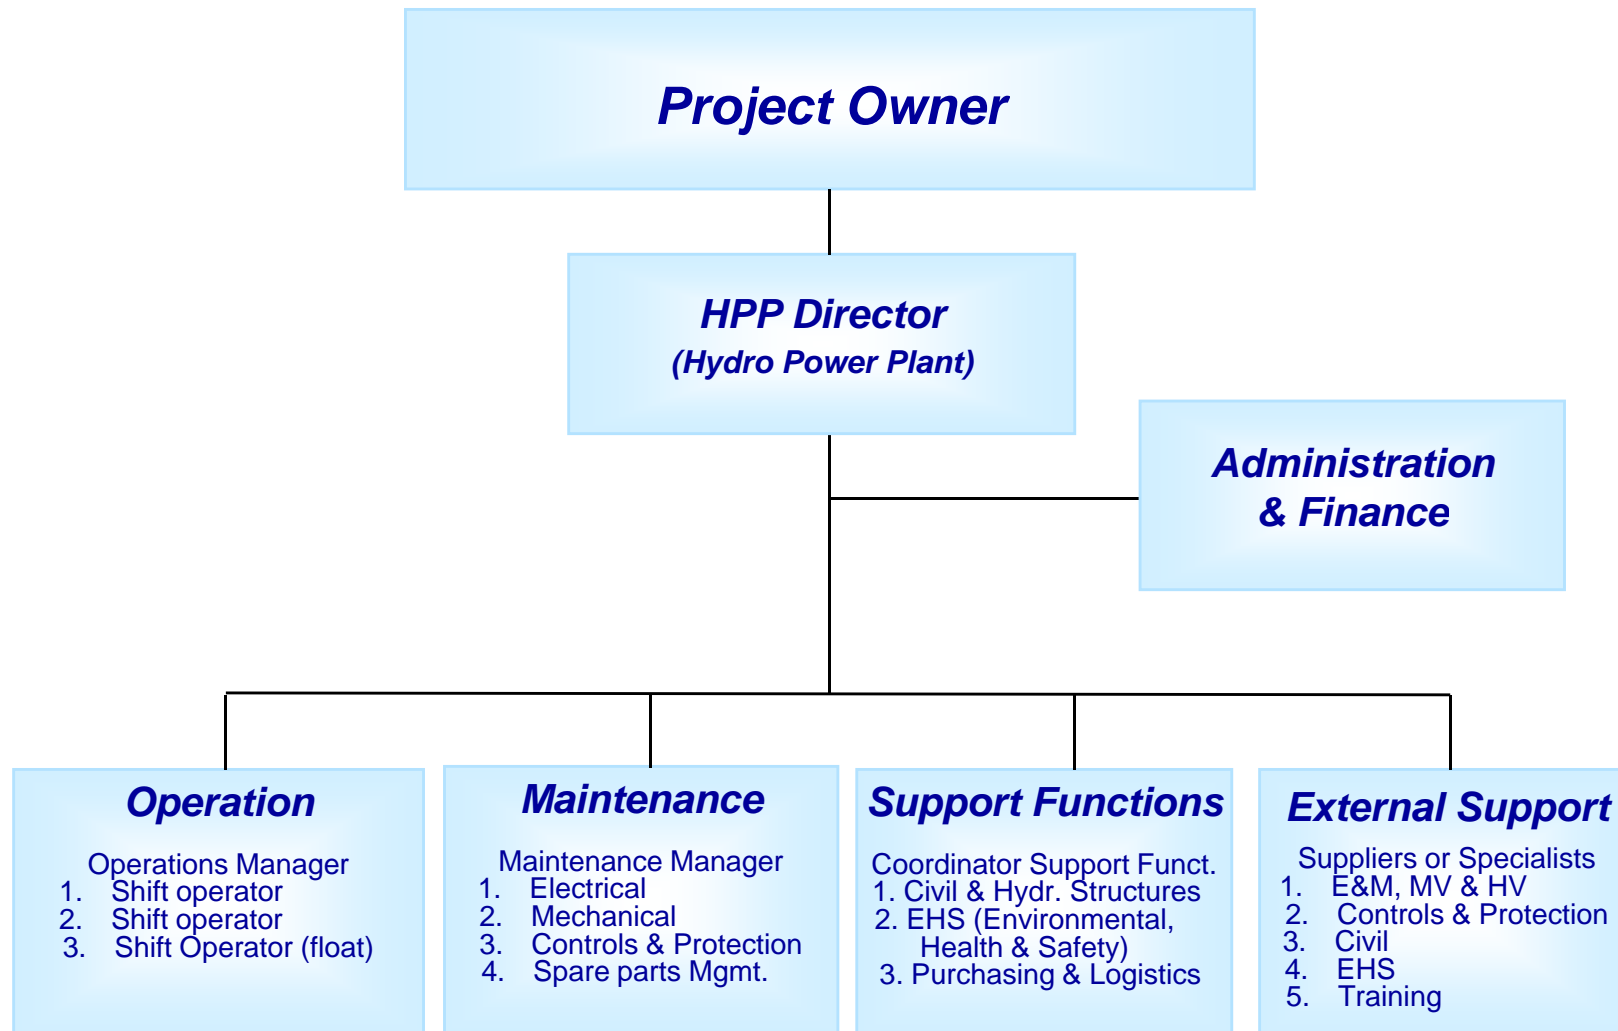 Project Owner
HPP Director
(Hydro Power Plant)
Administration
& Finance
Operation
Operations Manager
1. Shift operator
2. Shift operator
3. Shift Operator (float)
Maintenance
Maintenance Manager
1. Electrical
2. Mechanical
3. Controls & Protection
4. Spare parts Mgmt.
Support Functions
Coordinator Support Funct.
1. Civil & Hydr. Structures
2. EHS (Environmental,
Health & Safety)
3. Purchasing & Logistics
External Support
Suppliers or Specialists
1. E&M, MV & HV
2. Controls & Protection
3. Civil
4. EHS
5. Training